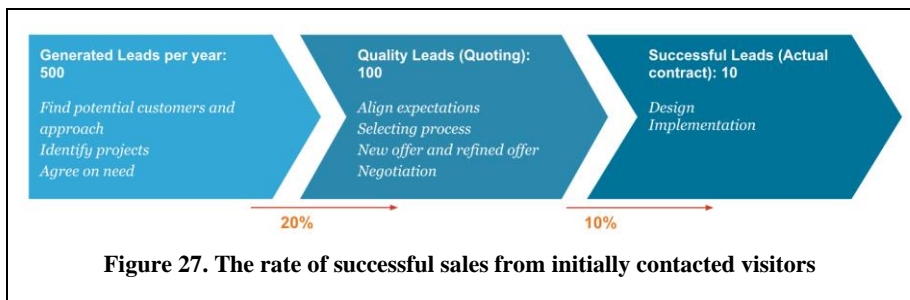 Generated Leads per year:
500
Find potential customers and
approach
Identify projects
Agree on need
Quality Leads (Quoting):
100
Align expectations
Selecting process
New offer and refined offer
Negotiation
Successful Leads (Actual
contract): 10
Design
Implementation
20%
10%
Figure 27. The rate of successful sales from initially contacted visitors